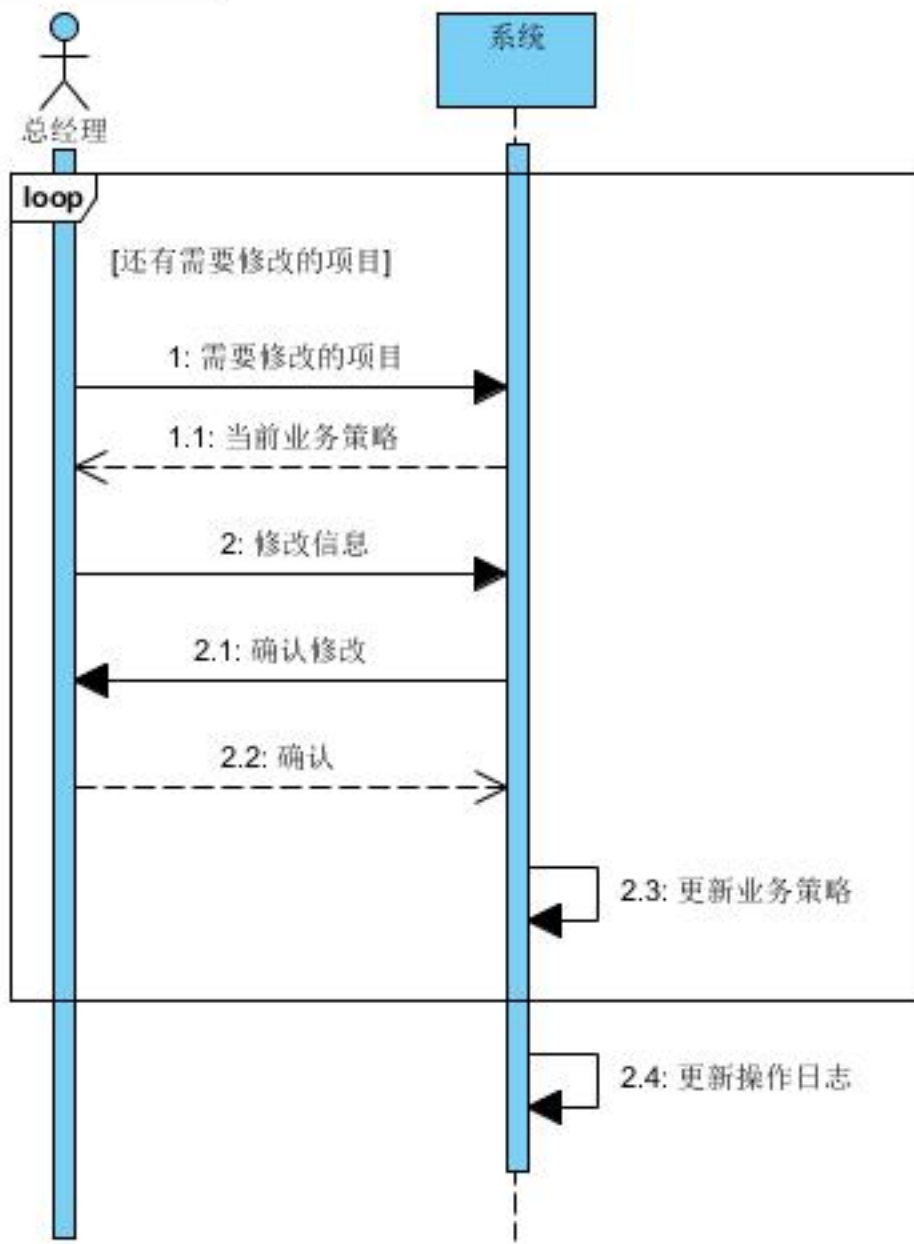 系统
总经理
loop
[还有需要修改的项目]
1: 需要修改的项目
1.1: 当前业务策略
2: 修改信息
2.1: 确认修改
2.2: 确认
2.3: 更新业务策略
2.4: 更新操作日志